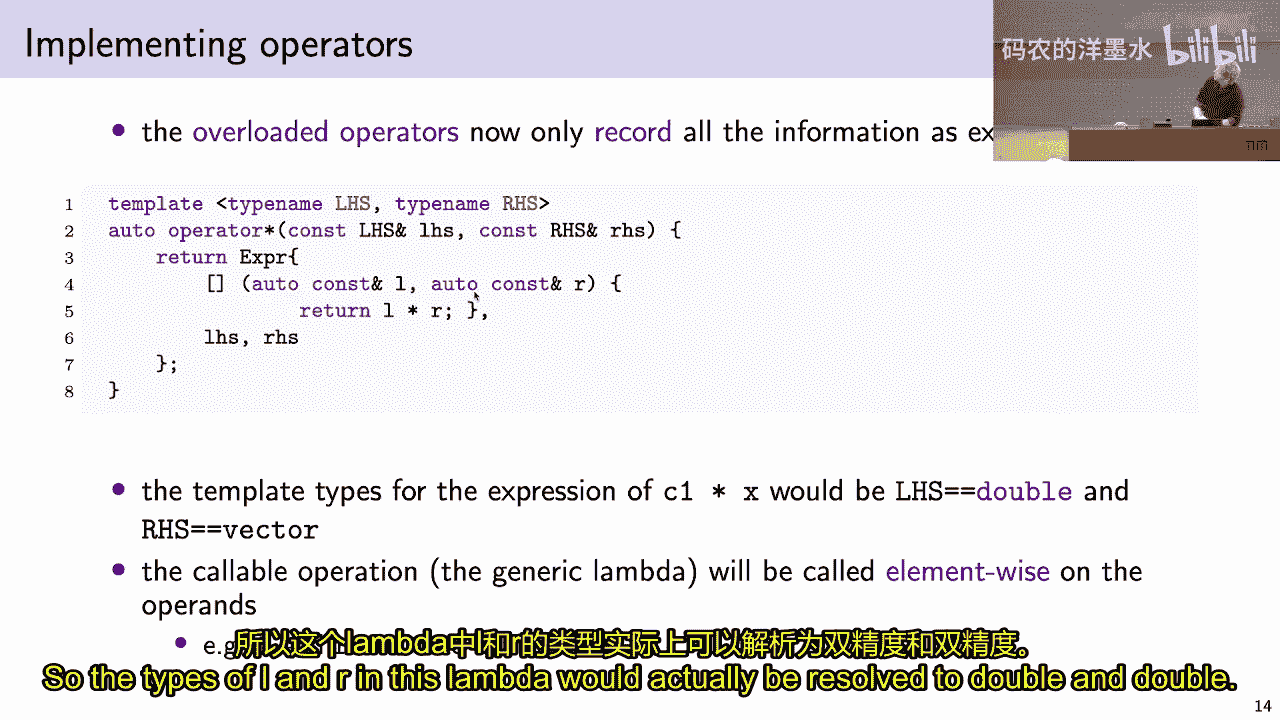 Implementing operators
码农的洋墨水 bilibili
• the overloaded operators now only record all the information as ex
1 template <typename LHS, typename RHS>
2 auto operator*(const LHS& lhs, const RHS& rhs) {
3 return Expr{
4 [] (auto const& l, auto const& r) {
5 return l * r; },
6 lhs, rhs
7 };
8 }
• the template types for the expression of c1 * x would be LHS==double and
RHS==vector
• the callable operation (the generic lambda) will be called element-wise on the
operands
• e.g
所以这个lambda中l和r的类型实际上可以解析为双精度和双精度。
So the types of l and r in this lambda would actually be resolved to double and double.
14